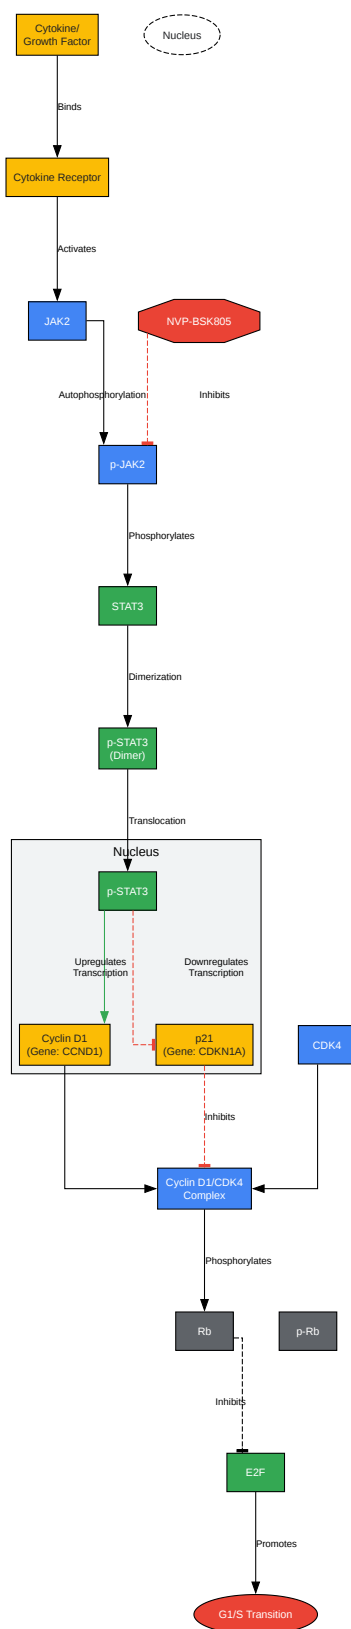 Cytokine/
Growth Factor
Nucleus
Binds
Cytokine Receptor
Activates
JAK2
NVP-BSK805
Autophosphorylation
Inhibits
p-JAK2
Phosphorylates
STAT3
Dimerization
p-STAT3
(Dimer)
Translocation
Nucleus
p-STAT3
Upregulates
Transcription
Downregulates
Transcription
Cyclin D1
(Gene: CCND1)
p21
(Gene: CDKN1A)
CDK4
Inhibits
Cyclin D1/CDK4
Complex
Phosphorylates
Rb
p-Rb
Inhibits
E2F
Promotes
G1/S Transition